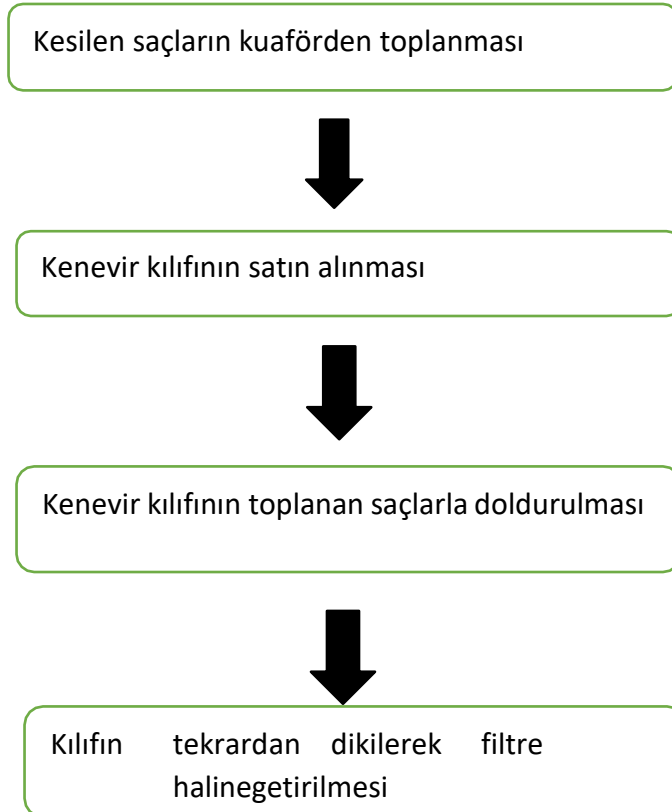 Kesilen saçların kuaförden toplanması
Kenevir kılıfının satın alınması
Kenevir kılıfının toplanan saçlarla doldurulması
Kılıfın tekrardan dikilerek filtre
halinegetirilmesi